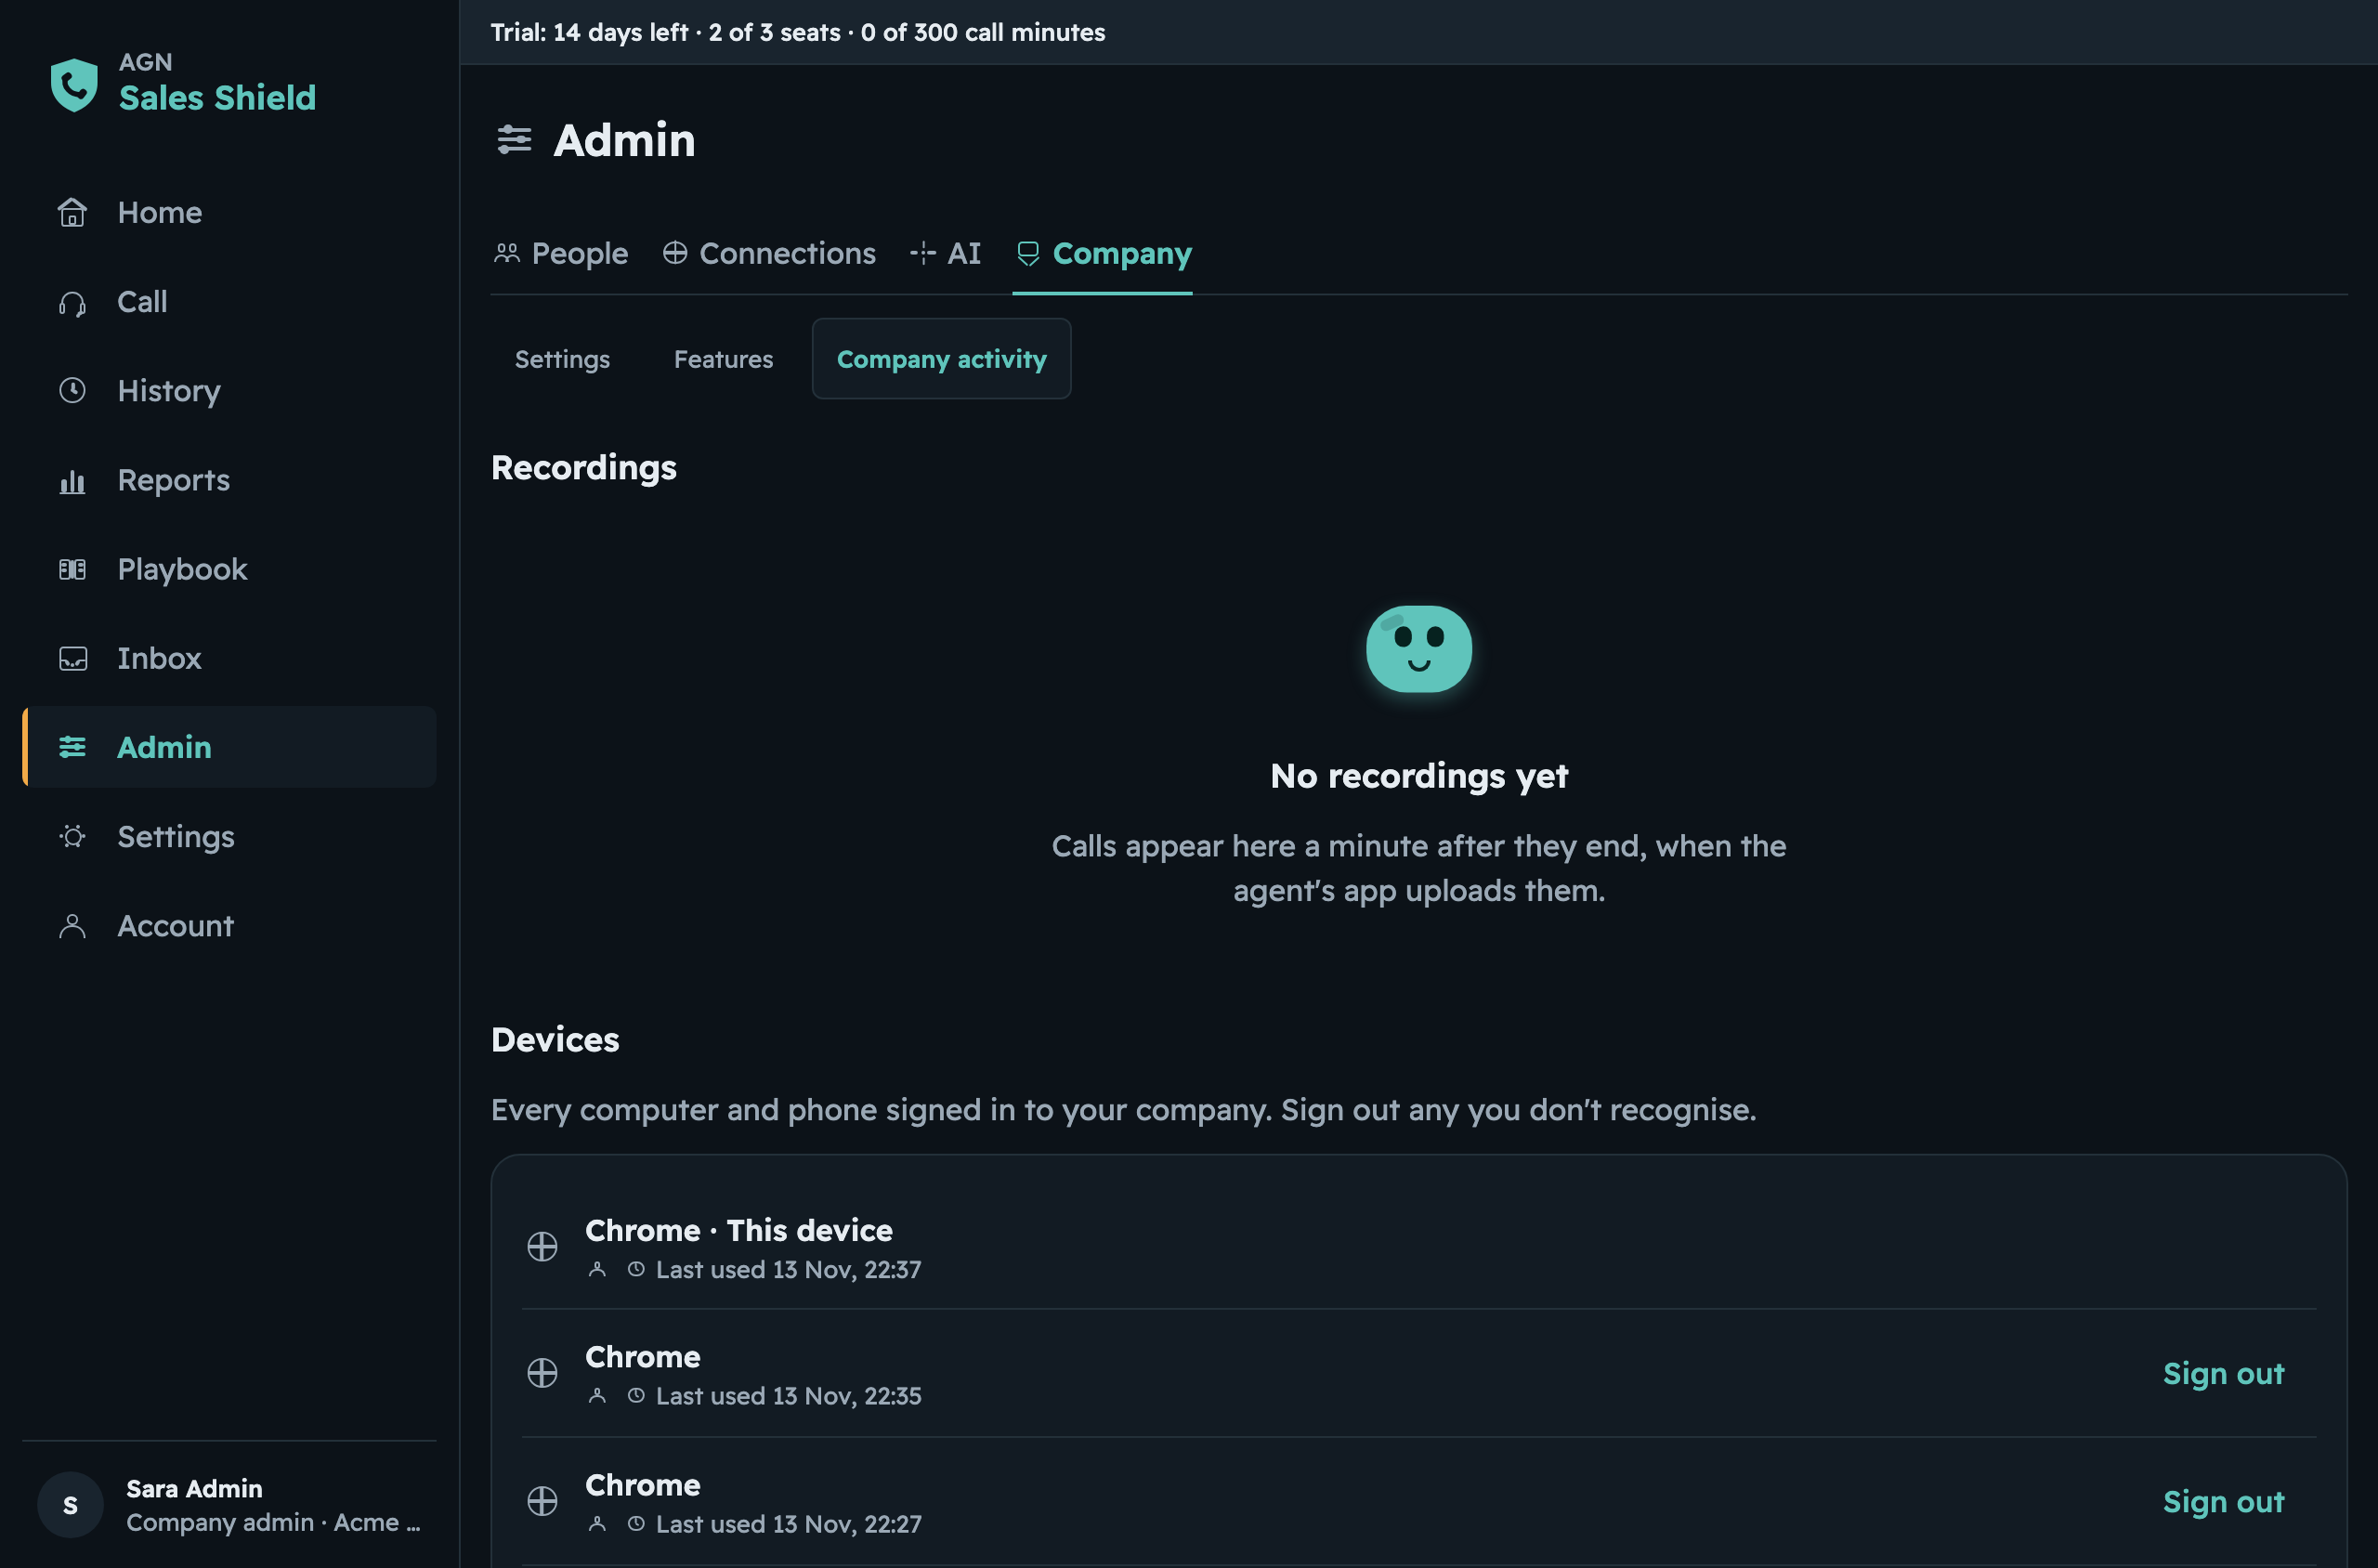 Trial: 14 days left · 2 of 3 seats · 0 of 300 call minutes
AGN
Sales Shield
Home
Call
History
Reports
Playbook
Inbox
Admin
Settings
Account
Sara Admin
S
Company admin · Acme ...
Admin
People
Connections
AI
Company
Settings
Features
Company activity
Recordings
No recordings yet
Calls appear here a minute after they end, when the
agent's app uploads them.
Devices
Every computer and phone signed in to your company. Sign out any you don't recognise.
Chrome · This device
Last used 13 Nov, 22:37
Chrome
Last used 13 Nov, 22:35
Sign out
Chrome
Last used 13 Nov, 22:27
Sign out